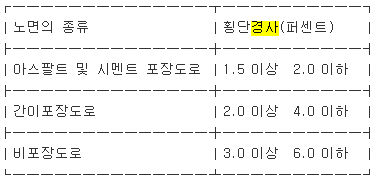 노면의 종류 횡단경사(퍼센트)
아스팔트 및 시멘트 포장도로 1.5 이상 2.0 이하
간이포장도로 2.0 이상 4.0 이하
비포장도로 3.0 이상 6.0 이하